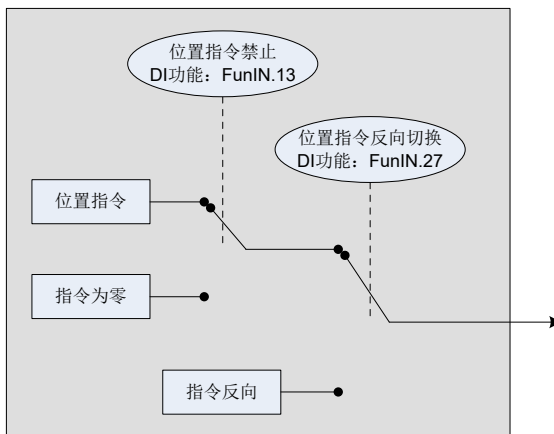 位置指令禁止
DI功能：FunIN.13
位置指令反向切换
DI功能：FunIN.27
位置指令
指令为零
指令反向